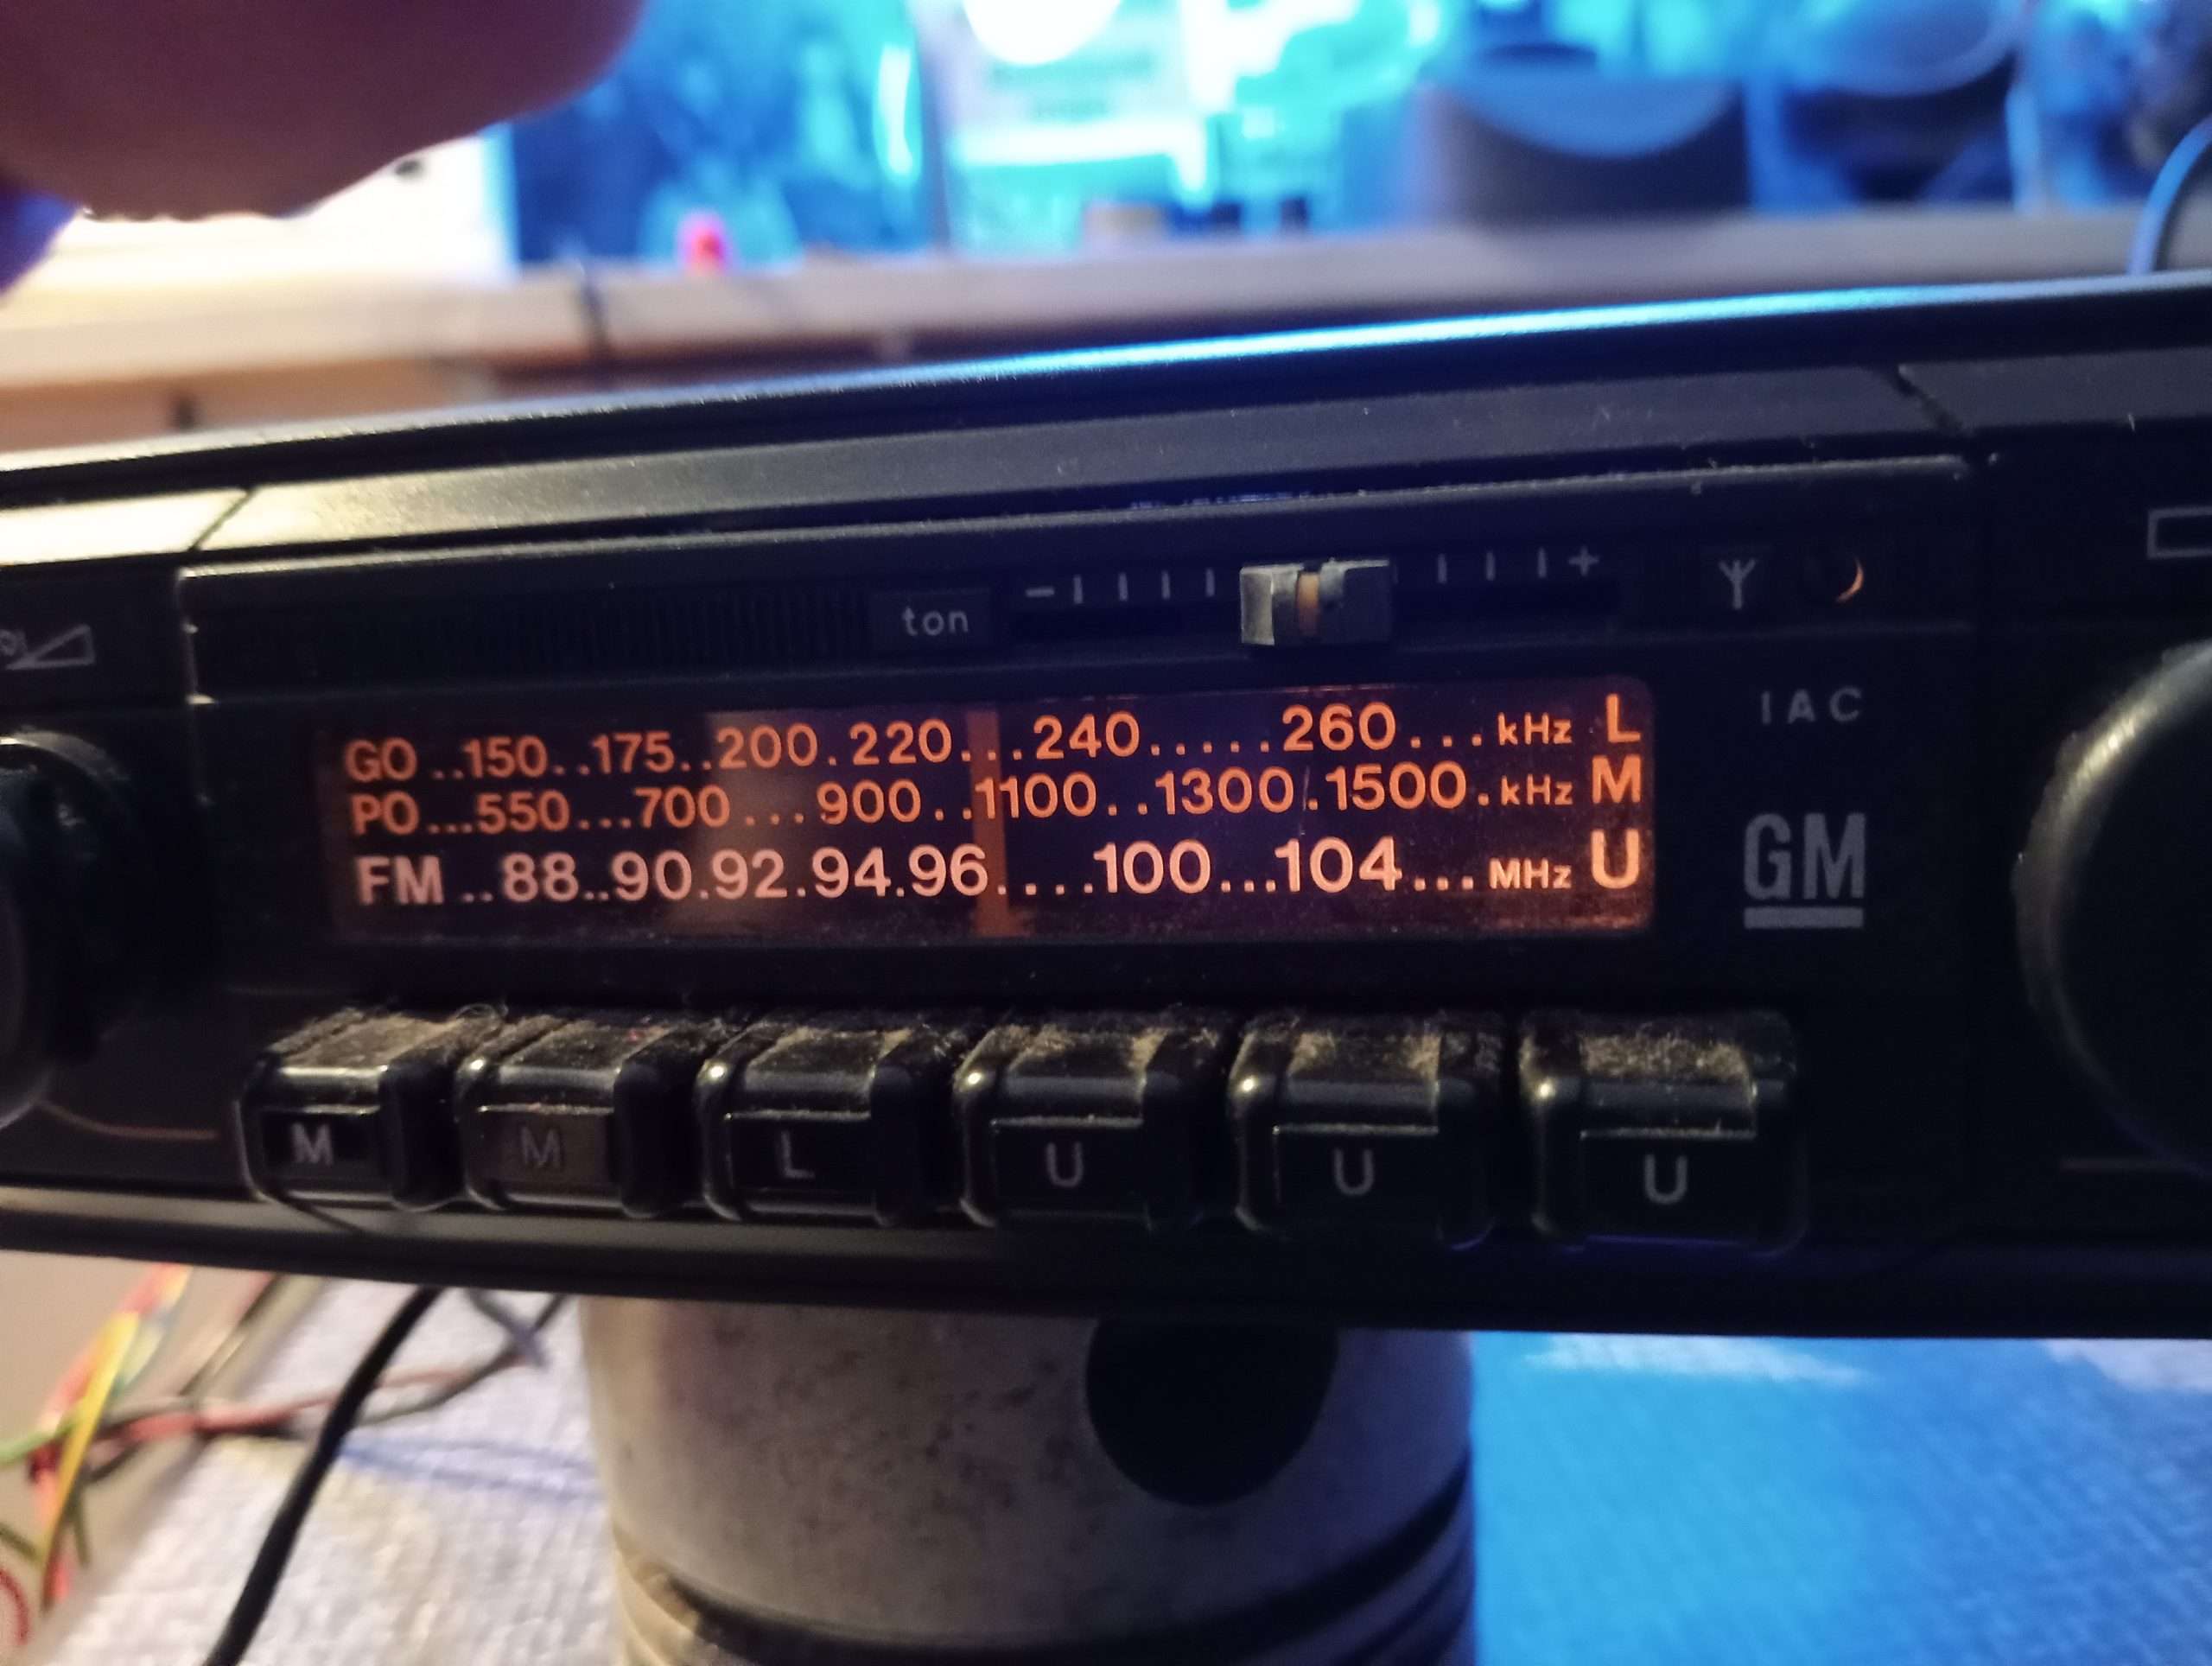 ton
− +
IAC
GO..150..175..200.220...240.....260...kHz L
PO...550...700...900..1100..1300.1500.kHz M
FM..88..90.92.94.96.....100...104...MHz U
GM
M M L U U U